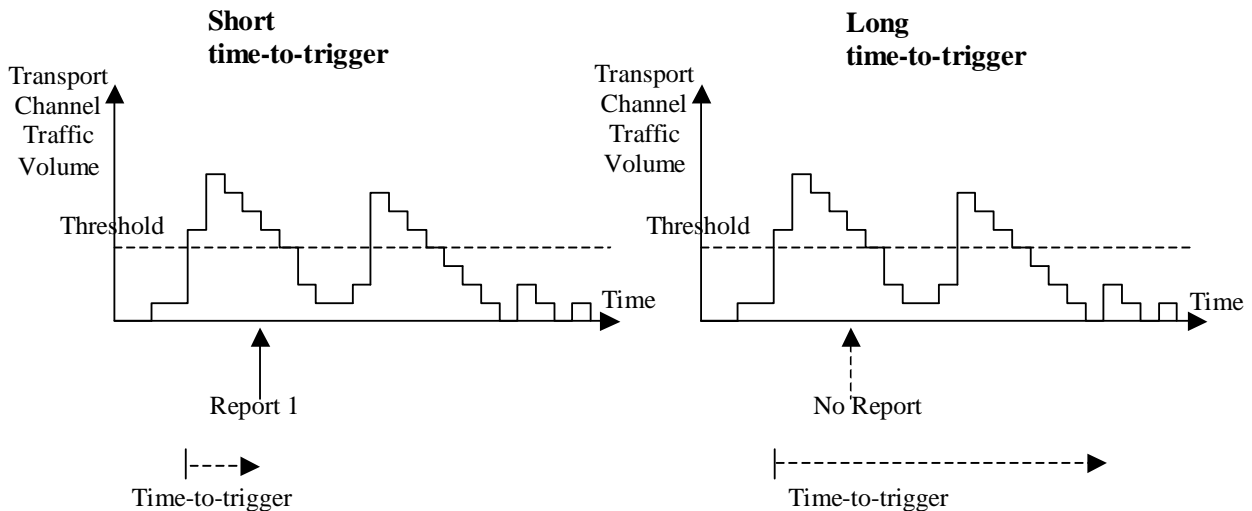 Short
time-to-trigger
Transport
Channel
Traffic
Volume
Threshold
Time
Report 1
Time-to-trigger
Long
time-to-trigger
Transport
Channel
Traffic
Volume
Threshold
Time
No Report
Time-to-trigger